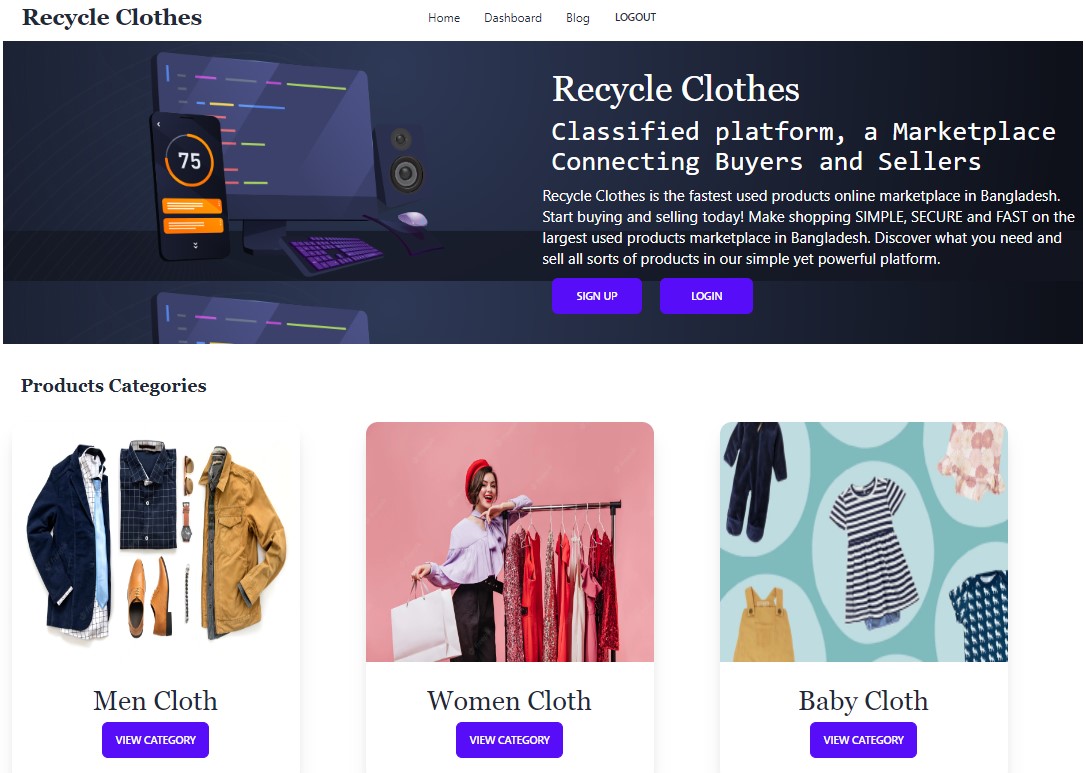 Recycle Clothes
Home Dashboard Blog LOGOUT
75
Recycle Clothes
Classified platform, a Marketplace
Connecting Buyers and Sellers
Recycle Clothes is the fastest used products online marketplace in Bangladesh.
Start buying and selling today! Make shopping SIMPLE, SECURE and FAST on the
largest used products marketplace in Bangladesh. Discover what you need and
sell all sorts of products in our simple yet powerful platform.
SIGN UP LOGIN
Products Categories
Men Cloth
VIEW CATEGORY
Women Cloth
VIEW CATEGORY
Baby Cloth
VIEW CATEGORY